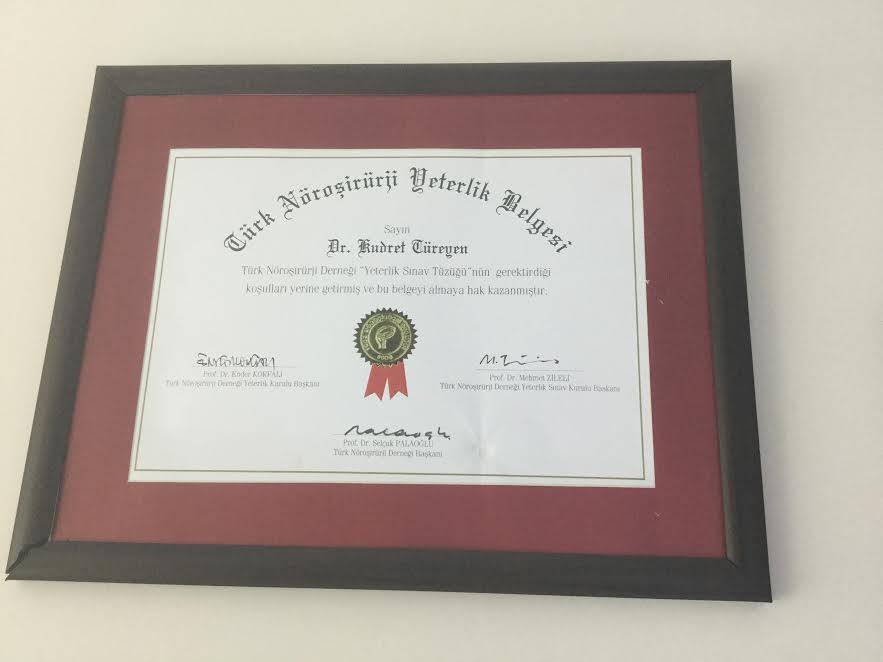 Türk Nöroşirürji Yeterlik Belgesi
Sayın
Dr. Kudret Türeyen
Türk Nöroşirürji Derneği "Yeterlik Sınav Tüzüğü"nün gerektirdiği
koşulları yerine getirmiş ve bu belgeyi almaya hak kazanmıştır.
Prof. Dr. Ender KORFALI
Türk Nöroşirürji Derneği Yeterlik Kurulu Başkanı
Prof. Dr. Mehmet ZİLELİ
Türk Nöroşirürji Derneği Yeterlik Sınav Kurulu Başkanı
Prof. Dr. Selçuk PALAOĞLU
Türk Nöroşirürji Derneği Başkanı